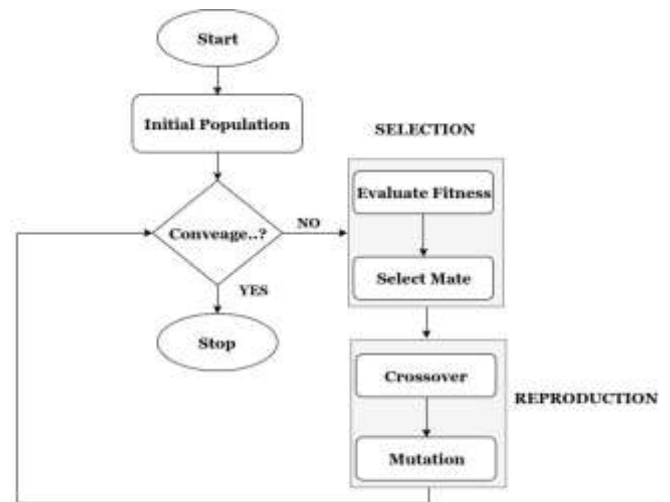 Start
Initial Population
SELECTION
Evaluate Fitness
Conveage..?
NO
Select Mate
YES
Stop
Crossover
REPRODUCTION
Mutation